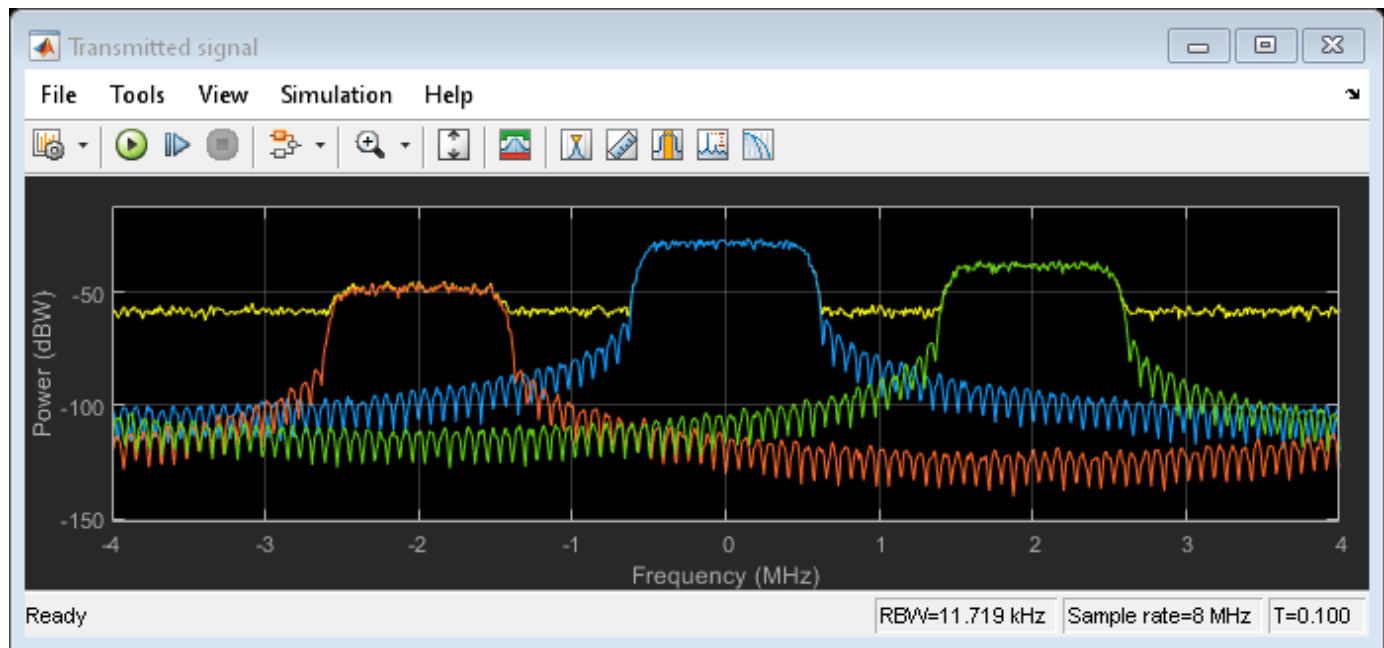 Transmitted signal
File Tools View Simulation Help
-50
-100
-150
Power (dBW)
-4 -3 -2 -1 0 1 2 3 4
Frequency (MHz)
Ready RBW=11.719 kHz Sample rate=8 MHz T=0.100